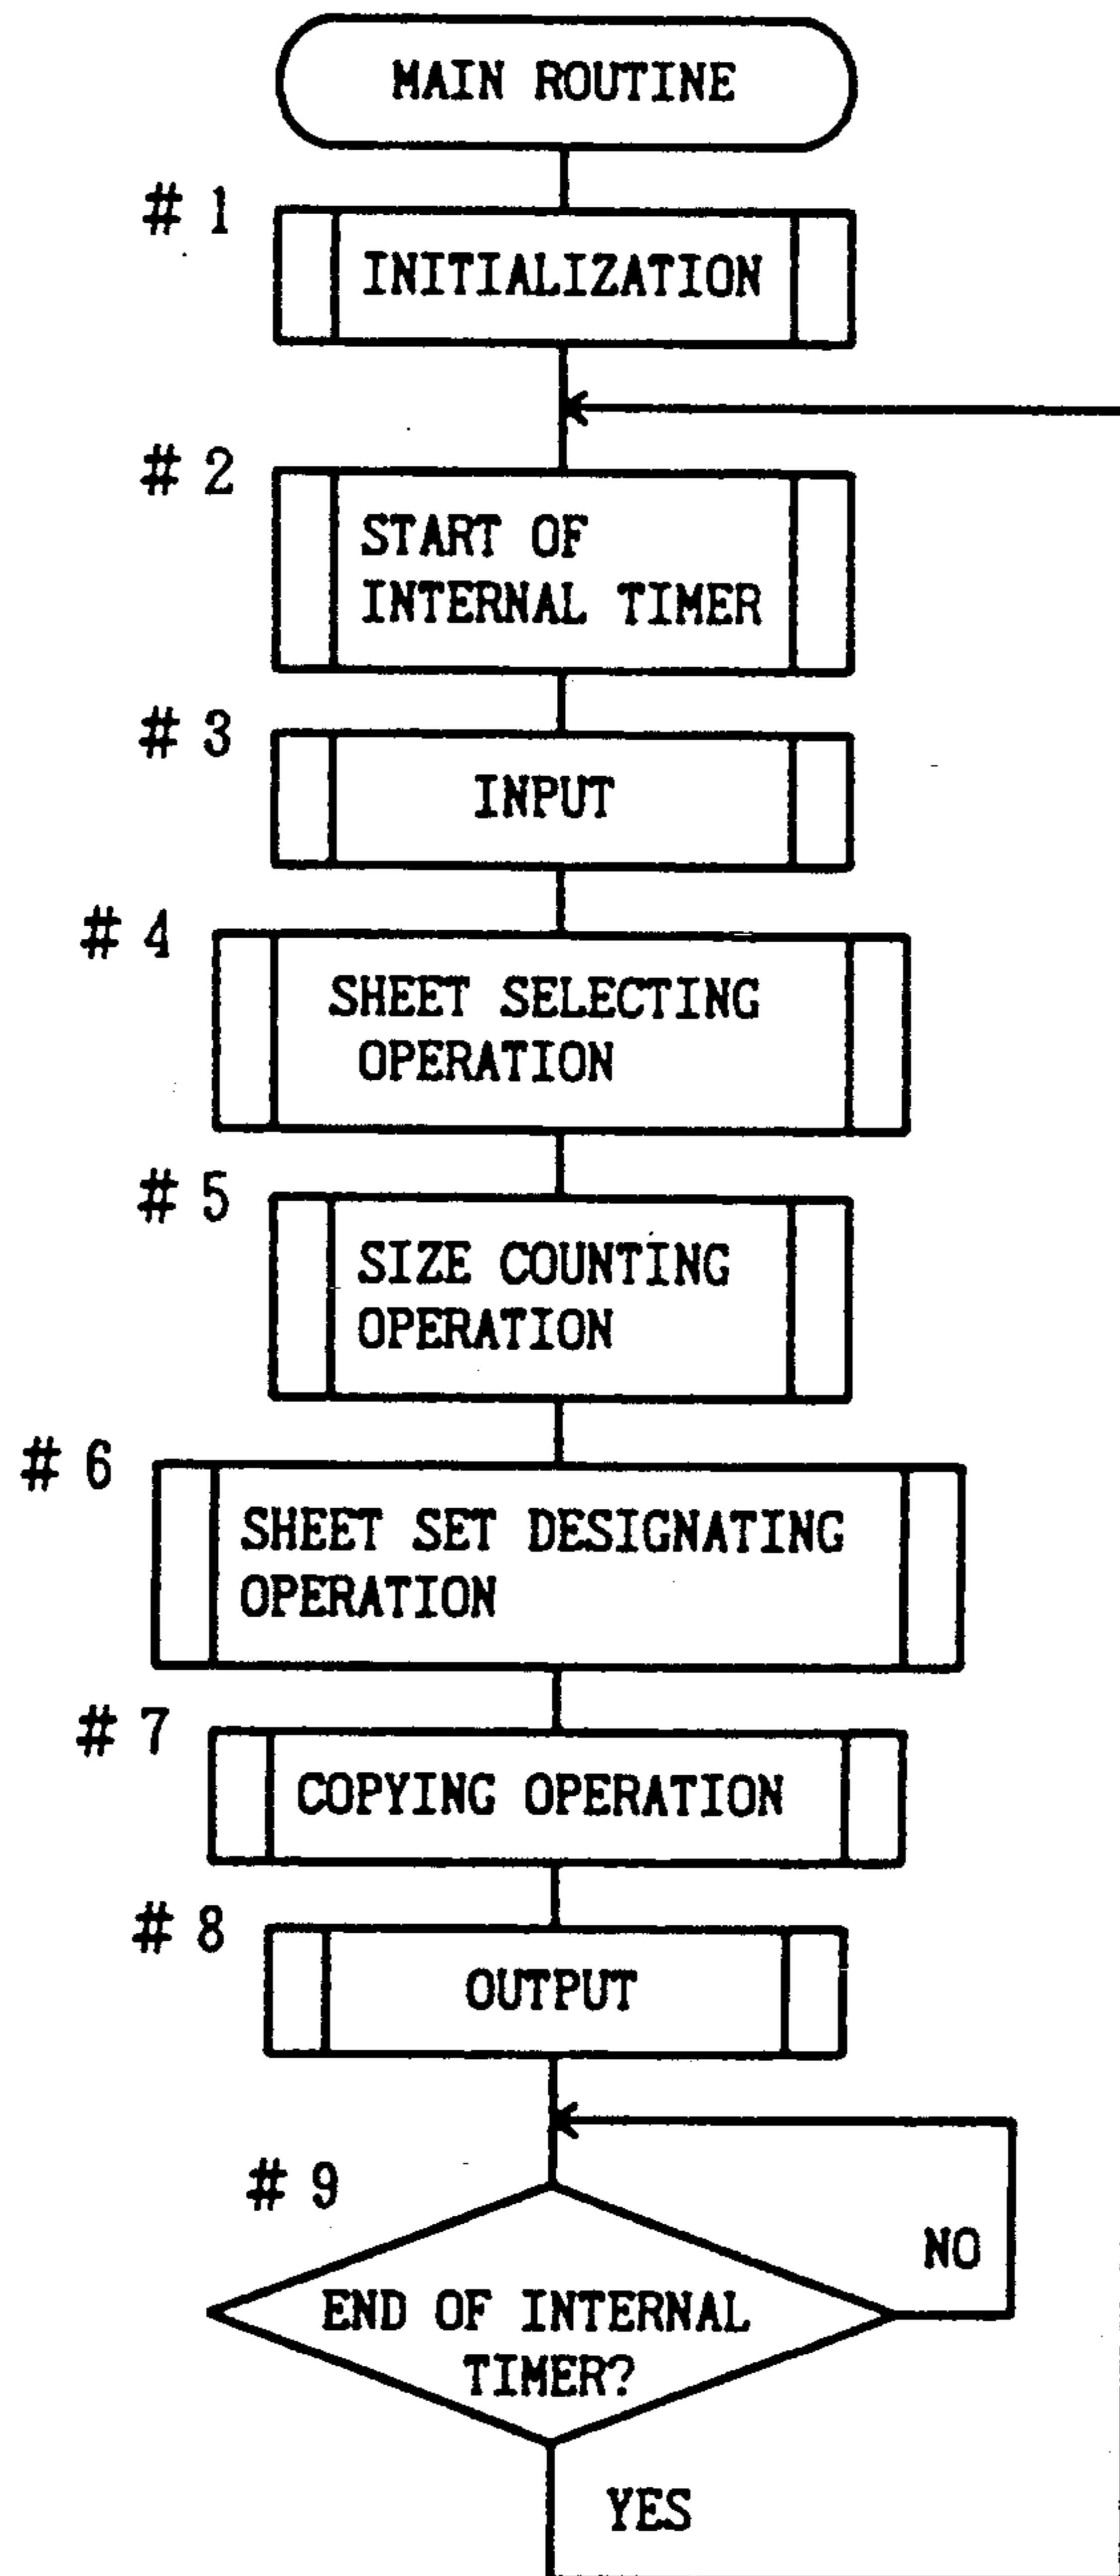 MAIN ROUTINE
# 1
INITIALIZATION
# 2
START OF
INTERNAL TIMER
# 3
INPUT
# 4
SHEET SELECTING
OPERATION
# 5
SIZE COUNTING
OPERATION
# 6
SHEET SET DESIGNATING
OPERATION
# 7
COPYING OPERATION
# 8
OUTPUT
# 9
NO
END OF INTERNAL
TIMER?
YES